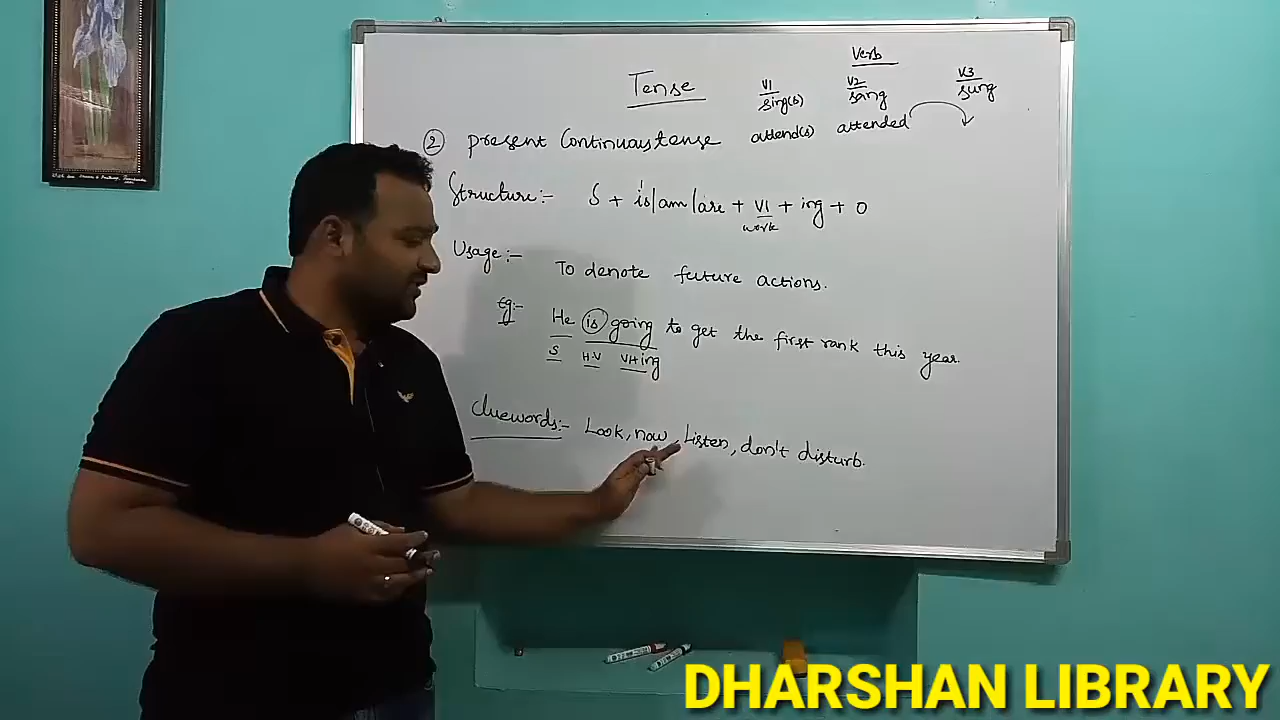 Verb
Tense V1 V2 V3
sing(s) sang sung
② present Continuous tense attend(s) attended
Structure:- S + is/am/are + V1 + ing + O
work
Usage:- To denote future actions.
Eg:- He is going to get the first rank this year.
S H.V V1+ing
Cluewords:- Look, now, Listen, don't disturb.
DHARSHAN LIBRARY